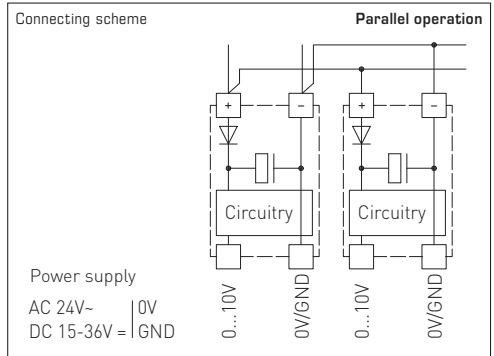 Connecting scheme
Parallel operation
+ – + –
Circuitry Circuitry
Power supply
AC 24V~ 0V
DC 15-36V = GND
0...10V
0V/GND
0...10V
0V/GND